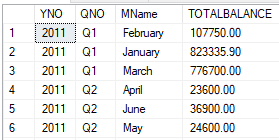 YNO QNO MName TOTALBALANCE
1 2011 Q1 February 107750.00
2 2011 Q1 January 823335.90
3 2011 Q1 March 776700.00
4 2011 Q2 April 23600.00
5 2011 Q2 June 36900.00
6 2011 Q2 May 24600.00